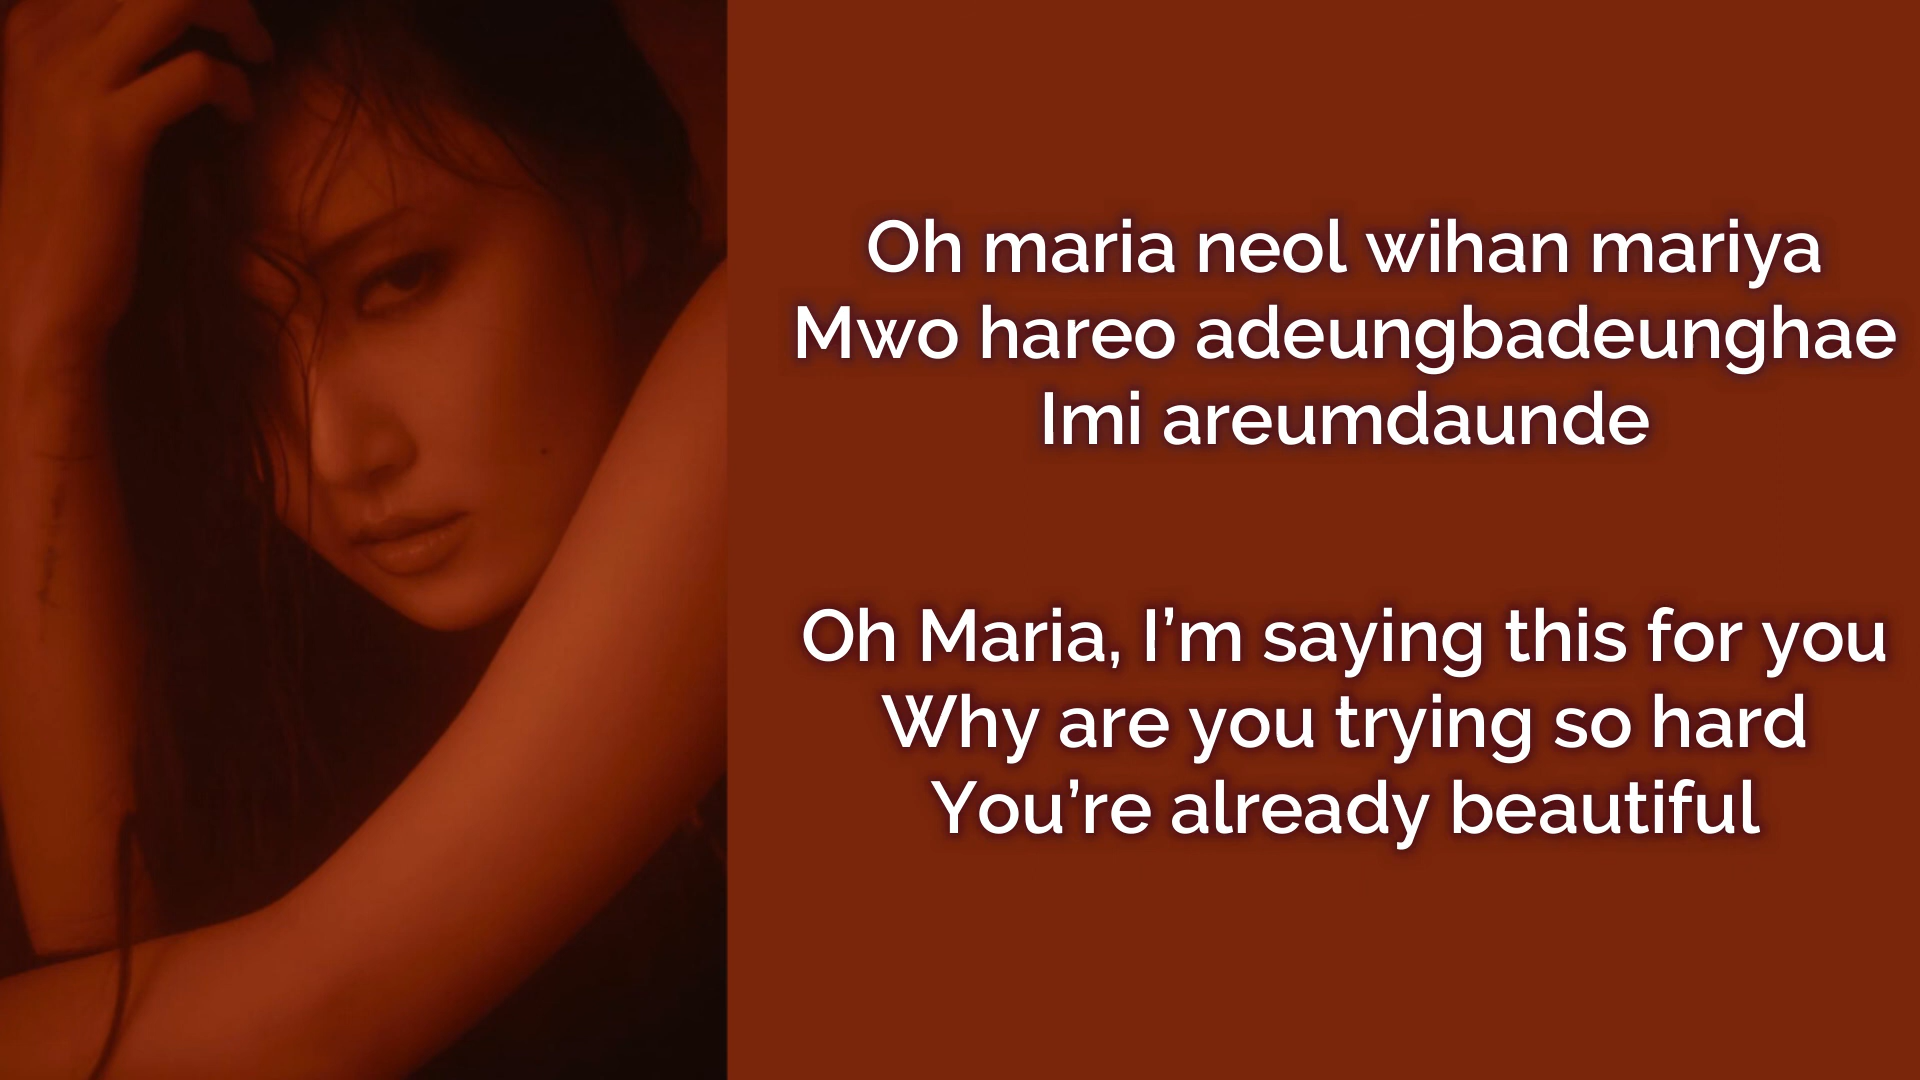 Oh maria neol wihan mariya
Mwo hareo adeungbadeunghae
Imi areumdaunde
Oh Maria, I’m saying this for you
Why are you trying so hard
You’re already beautiful